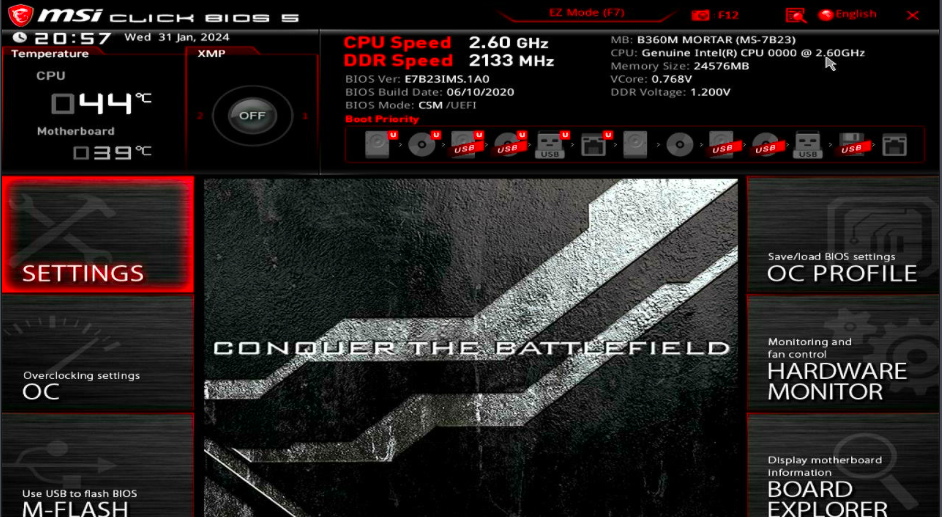 msi CLICK BIOS 5
EZ Mode (F7)
F12
English
X
20:57 Wed 31 Jan, 2024
Temperature
CPU
44°C
Motherboard
39°C
XMP
2 OFF 1
CPU Speed 2.60 GHz
DDR Speed 2133 MHz
BIOS Ver: E7B23IMS.1A0
BIOS Build Date: 06/10/2020
BIOS Mode: CSM /UEFI
MB: B360M MORTAR (MS-7B23)
CPU: Genuine Intel(R) CPU 0000 @ 2.60GHz
Memory Size: 24576MB
VCore: 0.768V
DDR Voltage: 1.200V
Boot Priority
U U U U U U
USB USB USB USB USB USB USB
SETTINGS
Overclocking settings
OC
Use USB to flash BIOS
M-FLASH
CONQUER THE BATTLEFIELD
Save/load BIOS settings
OC PROFILE
Monitoring and
fan control
HARDWARE
MONITOR
Display motherboard
Information
BOARD
EXPLORER